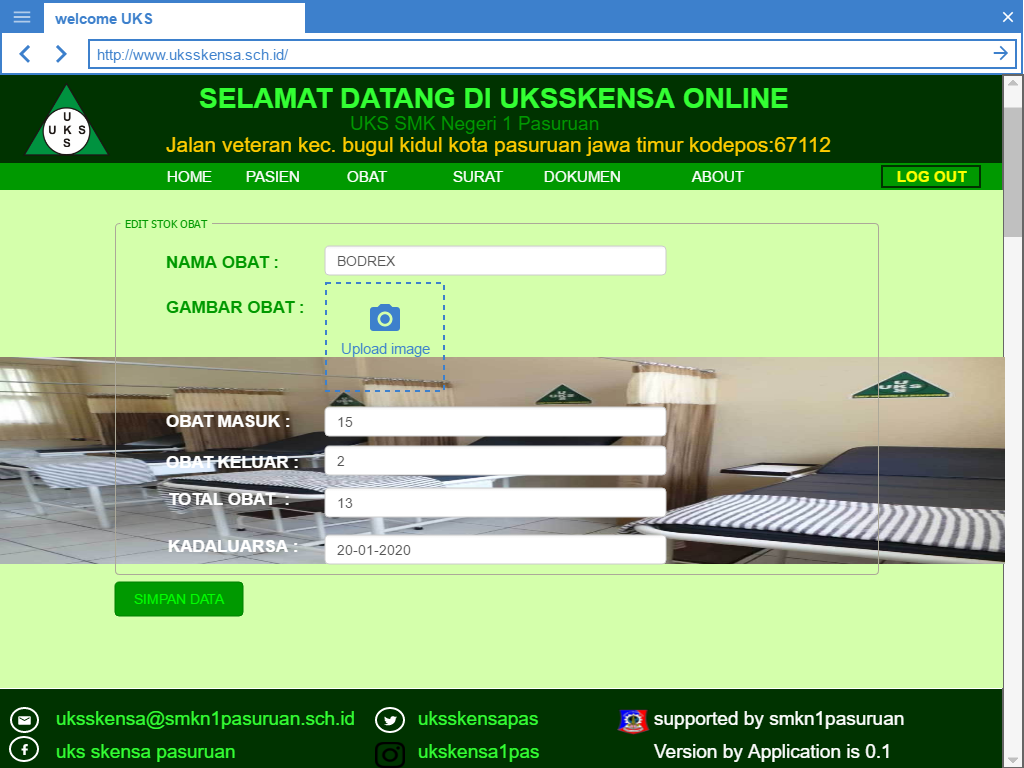 welcome UKS
http://www.uksskensa.sch.id/
SELAMAT DATANG DI UKSSKENSA ONLINE
UKS SMK Negeri 1 Pasuruan
Jalan veteran kec. bugul kidul kota pasuruan jawa timur kodepos:67112
U
U K S
S
HOME PASIEN OBAT SURAT DOKUMEN ABOUT LOG OUT
EDIT STOK OBAT
NAMA OBAT : BODREX
GAMBAR OBAT :
Upload image
UKS
OBAT MASUK : 15
OBAT KELUAR : 2
TOTAL OBAT : 13
KADALUARSA : 20-01-2020
SIMPAN DATA
uksskensa@smkn1pasuruan.sch.id uksskensapas supported by smkn1pasuruan
uks skensa pasuruan ukskensa1pas Version by Application is 0.1